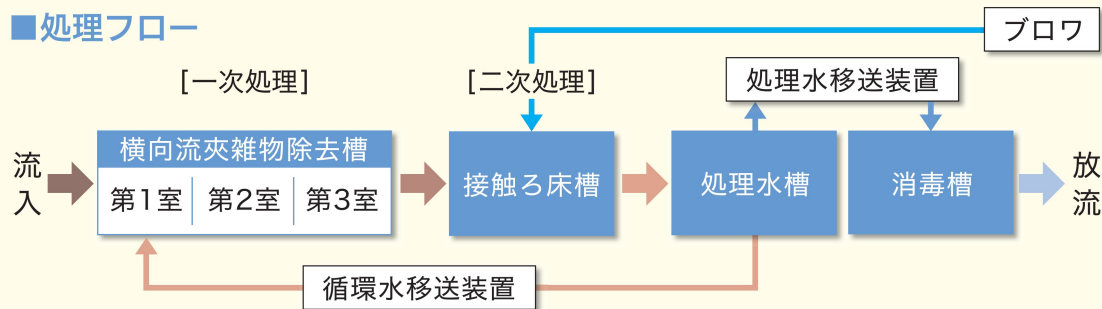 ■処理フロー
ブロワ
[一次処理]
[二次処理]
処理水移送装置
流入
横向流夾雑物除去槽
第1室
第2室
第3室
接触ろ床槽
処理水槽
消毒槽
放流
循環水移送装置